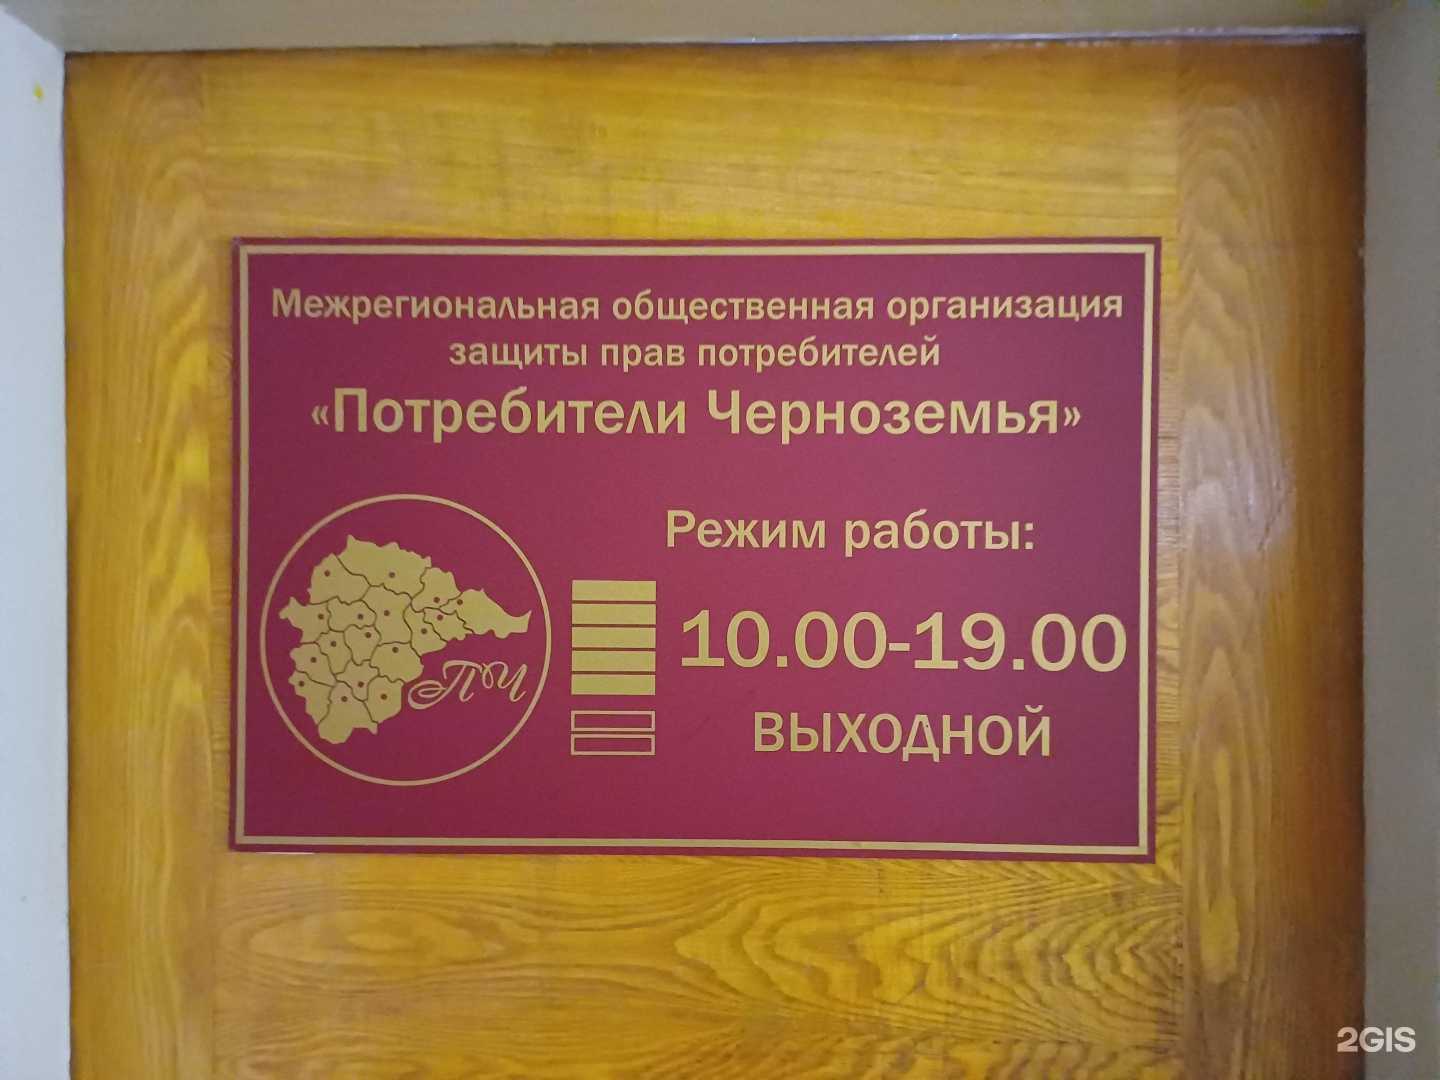 Межрегиональная общественная организация
защиты прав потребителей
«Потребители Черноземья»
Режим работы:
10.00-19.00
ВЫХОДНОЙ
ПЧ
2GIS